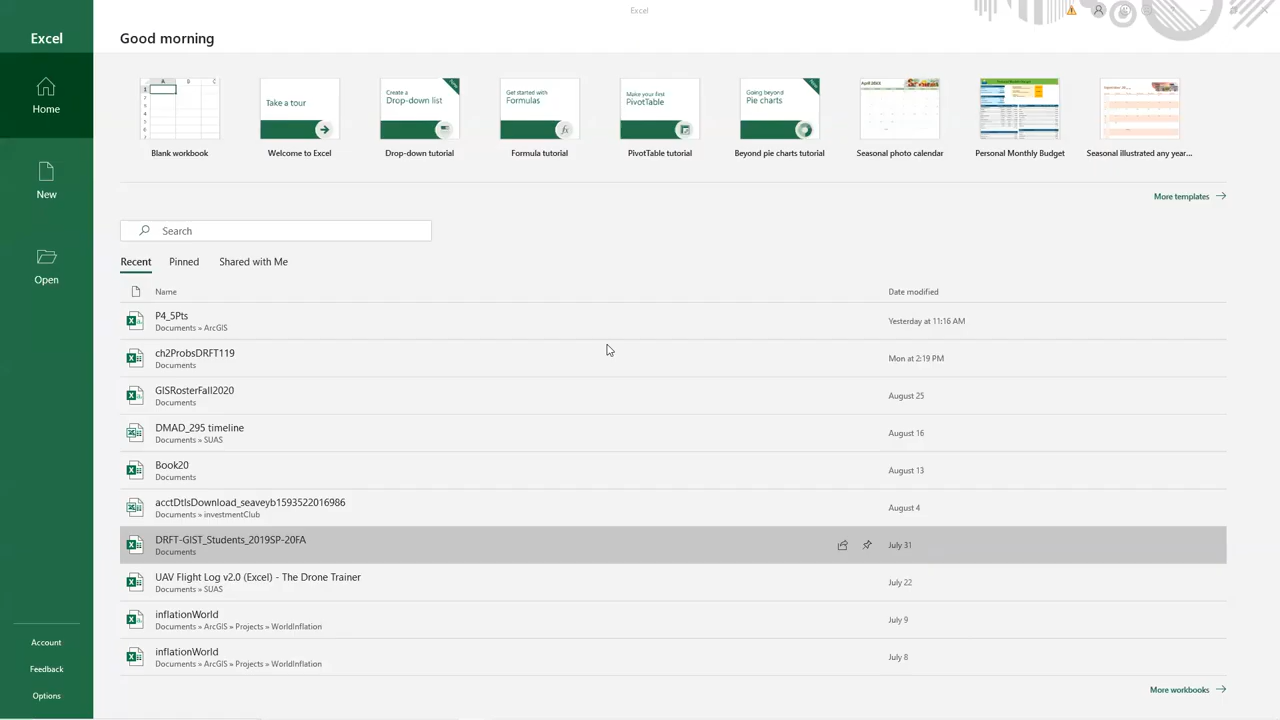 Excel
Excel
Good morning
Home
New
Open
Account
Feedback
Options
A B C
1
2
3
4
5
6
Take a tour
Create a
Drop-down list
Get started with
Formulas
fx
Make your first
PivotTable
Going beyond
Pie charts
Blank workbook
Welcome to Excel
Drop-down tutorial
Formula tutorial
PivotTable tutorial
Beyond pie charts tutorial
Seasonal photo calendar
Personal Monthly Budget
Seasonal illustrated any year...
More templates
Search
Recent Pinned Shared with Me
Name Date modified
P4_5Pts
Documents » ArcGIS
Yesterday at 11:16 AM
ch2ProbsDRFT119
Documents
Mon at 2:19 PM
GISRosterFall2020
Documents
August 25
DMAD_295 timeline
Documents » SUAS
August 16
Book20
Documents
August 13
acctDtlsDownload_seaveyb1593522016986
Documents » investmentClub
August 4
DRFT-GIST_Students_2019SP-20FA
Documents
July 31
UAV Flight Log v2.0 (Excel) - The Drone Trainer
Documents » SUAS
July 22
inflationWorld
Documents » ArcGIS » Projects » WorldInflation
July 9
inflationWorld
Documents » ArcGIS » Projects » WorldInflation
July 8
More workbooks